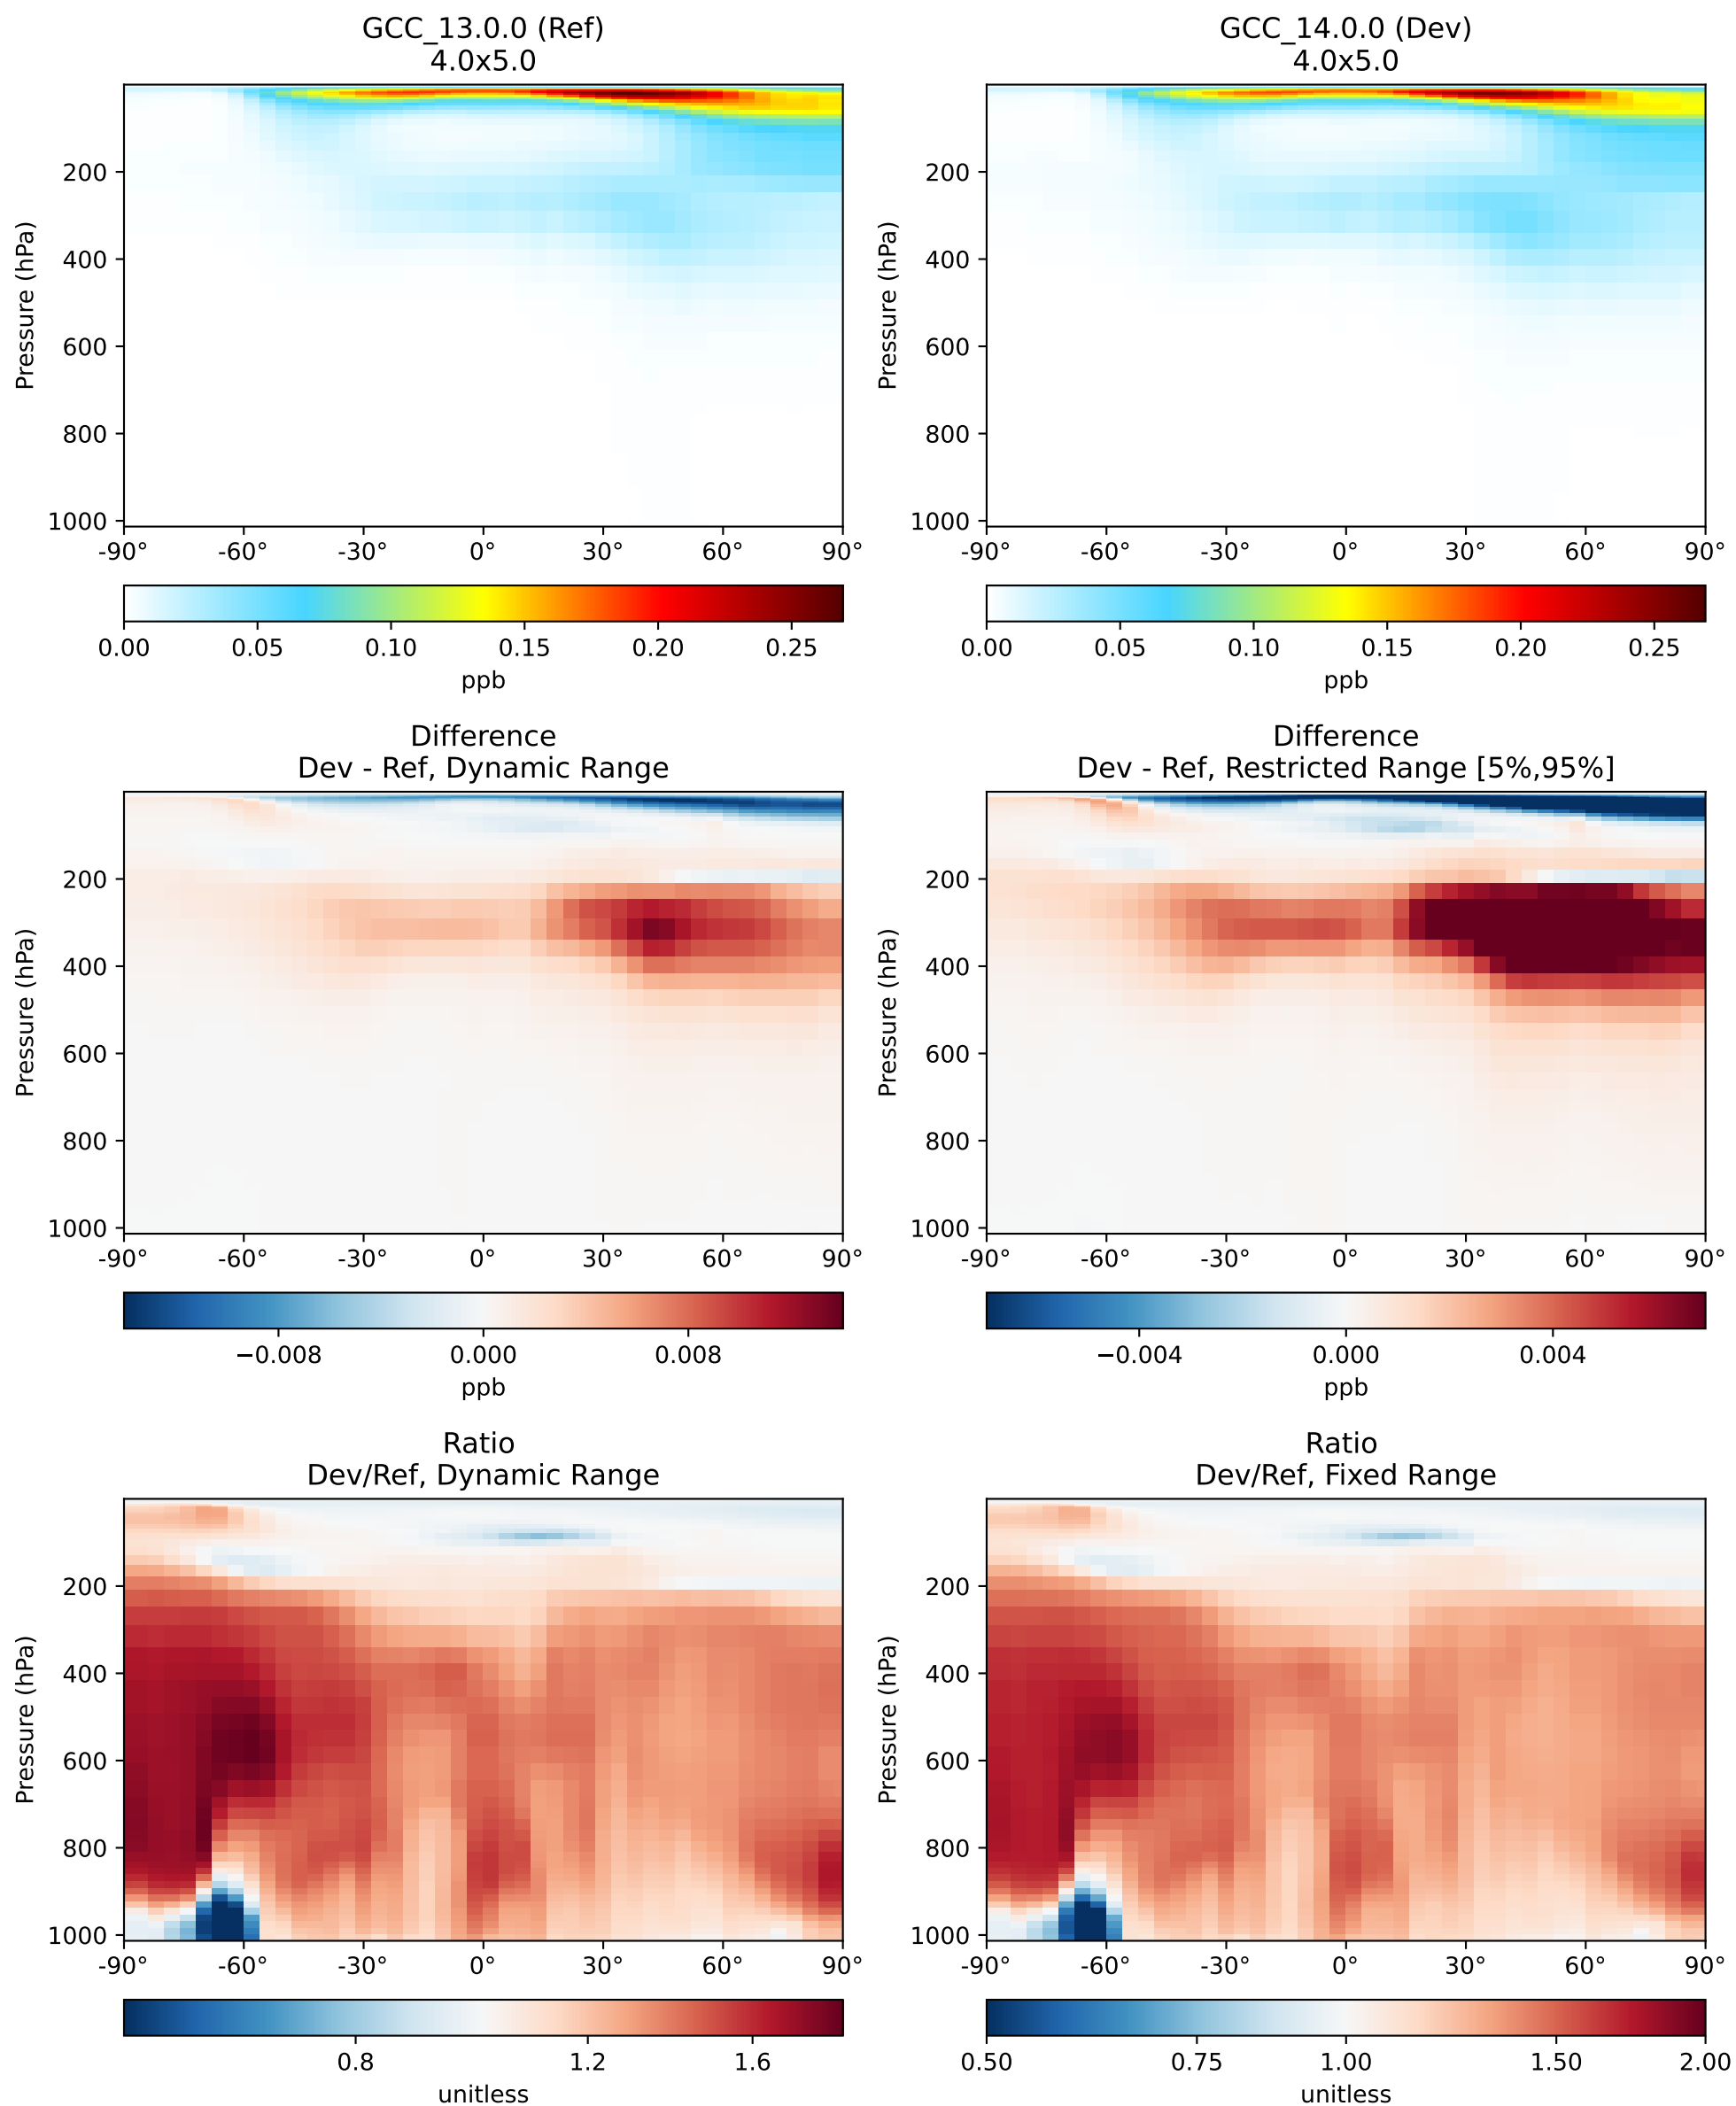 GCC_13.0.0 (Ref)
4.0x5.0
Pressure (hPa)
200
400
600
800
1000
-90° -60° -30° 0° 30° 60° 90°
0.00 0.05 0.10 0.15 0.20 0.25
ppb
GCC_14.0.0 (Dev)
4.0x5.0
Pressure (hPa)
200
400
600
800
1000
-90° -60° -30° 0° 30° 60° 90°
0.00 0.05 0.10 0.15 0.20 0.25
ppb
Difference
Dev - Ref, Dynamic Range
Pressure (hPa)
200
400
600
800
1000
-90° -60° -30° 0° 30° 60° 90°
−0.008 0.000 0.008
ppb
Difference
Dev - Ref, Restricted Range [5%,95%]
Pressure (hPa)
200
400
600
800
1000
-90° -60° -30° 0° 30° 60° 90°
−0.004 0.000 0.004
ppb
Ratio
Dev/Ref, Dynamic Range
Pressure (hPa)
200
400
600
800
1000
-90° -60° -30° 0° 30° 60° 90°
0.8 1.2 1.6
unitless
Ratio
Dev/Ref, Fixed Range
Pressure (hPa)
200
400
600
800
1000
-90° -60° -30° 0° 30° 60° 90°
0.50 0.75 1.00 1.50 2.00
unitless